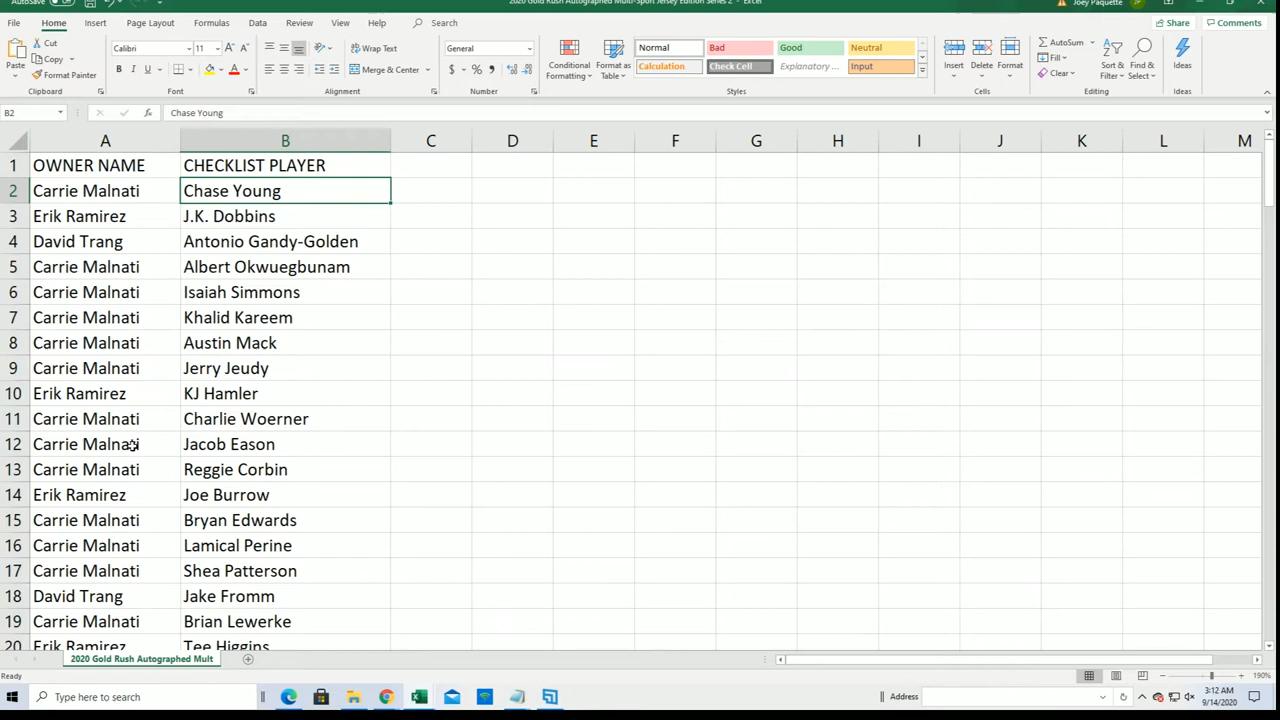 AutoSave
2020 Gold Rush Autographed Multi-Sport Jersey Edition Series 2 - Excel
Joey Paquette
File Home Insert Page Layout Formulas Data Review View Help Search Share Comments
Paste Cut Copy Format Painter Clipboard
Calibri 11 B I U A A A Font
Wrap Text Merge & Center Alignment
General $ % , Number
Conditional Formatting Format as Table
Normal Bad Good Neutral
Calculation Check Cell Explanatory ... Input
Styles
Insert Delete Format Cells
AutoSum Fill Clear Sort & Filter Find & Select Editing
Ideas Ideas
B2 fx Chase Young
A B C D E F G H I J K L M
1 OWNER NAME CHECKLIST PLAYER
2 Carrie Malnati Chase Young
3 Erik Ramirez J.K. Dobbins
4 David Trang Antonio Gandy-Golden
5 Carrie Malnati Albert Okwuegbunam
6 Carrie Malnati Isaiah Simmons
7 Carrie Malnati Khalid Kareem
8 Carrie Malnati Austin Mack
9 Carrie Malnati Jerry Jeudy
10 Erik Ramirez KJ Hamler
11 Carrie Malnati Charlie Woerner
12 Carrie Malnati Jacob Eason
13 Carrie Malnati Reggie Corbin
14 Erik Ramirez Joe Burrow
15 Carrie Malnati Bryan Edwards
16 Carrie Malnati Lamical Perine
17 Carrie Malnati Shea Patterson
18 David Trang Jake Fromm
19 Carrie Malnati Brian Lewerke
20 Erik Ramirez Tee Higgins
2020 Gold Rush Autographed Mult
Ready 190%
Type here to search Address 3:12 AM
9/14/2020